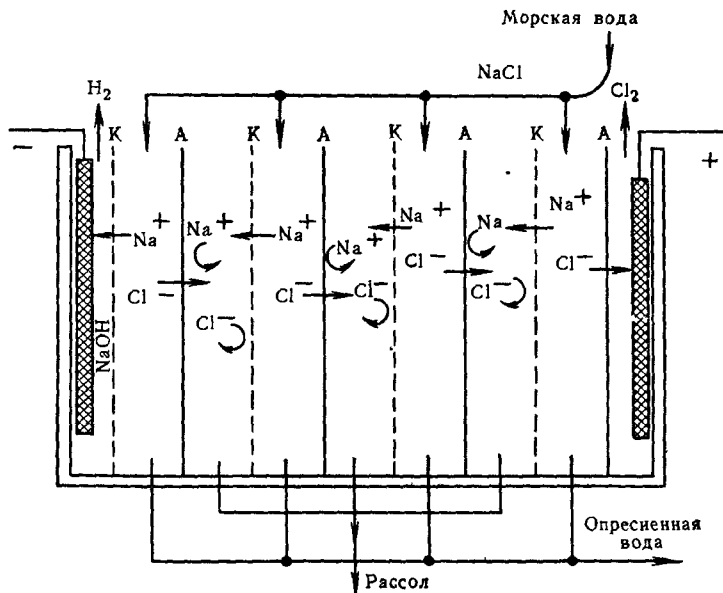 Морская вода
NaCl
H2
Cl2
К А К А К А К А
−
+
Na+ Na+ Na+ Na+ Na+ Na Na+
Cl− Cl− Cl− Cl− Cl− Cl− Cl−
NaOH
Опресненная
вода
Рассол